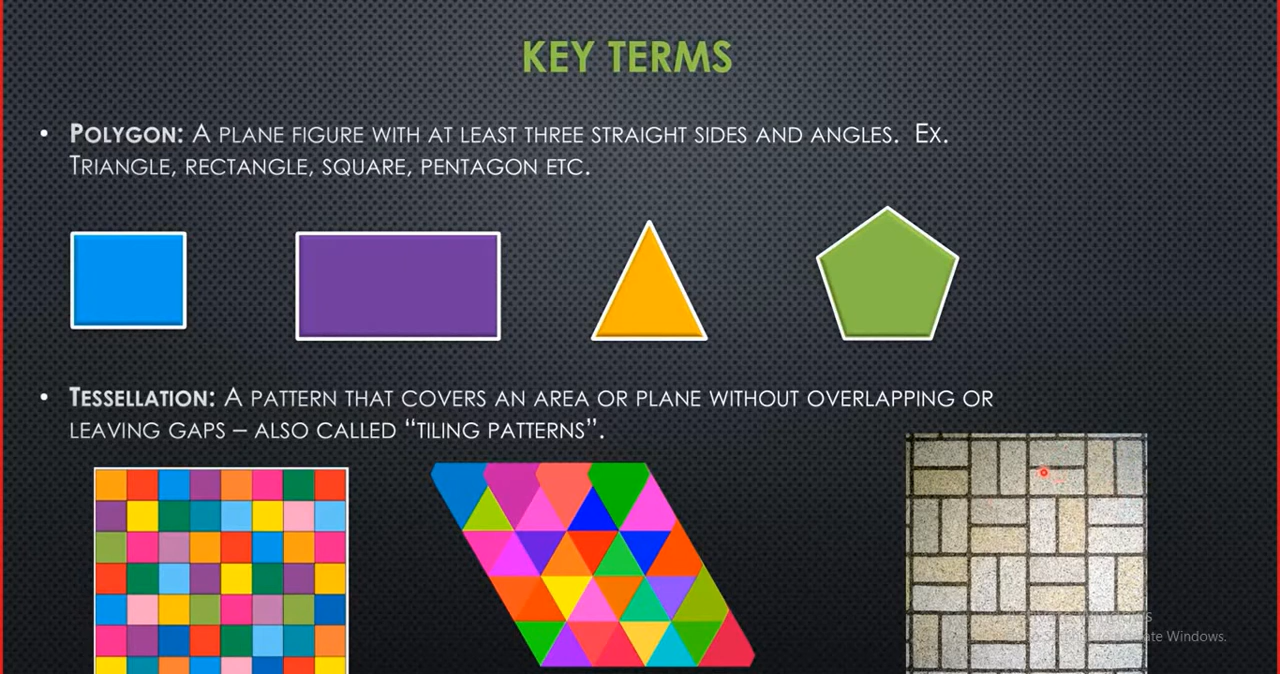 KEY TERMS
• POLYGON: A PLANE FIGURE WITH AT LEAST THREE STRAIGHT SIDES AND ANGLES. EX.
TRIANGLE, RECTANGLE, SQUARE, PENTAGON ETC.
• TESSELLATION: A PATTERN THAT COVERS AN AREA OR PLANE WITHOUT OVERLAPPING OR
LEAVING GAPS – ALSO CALLED “TILING PATTERNS”.
ate Windows.